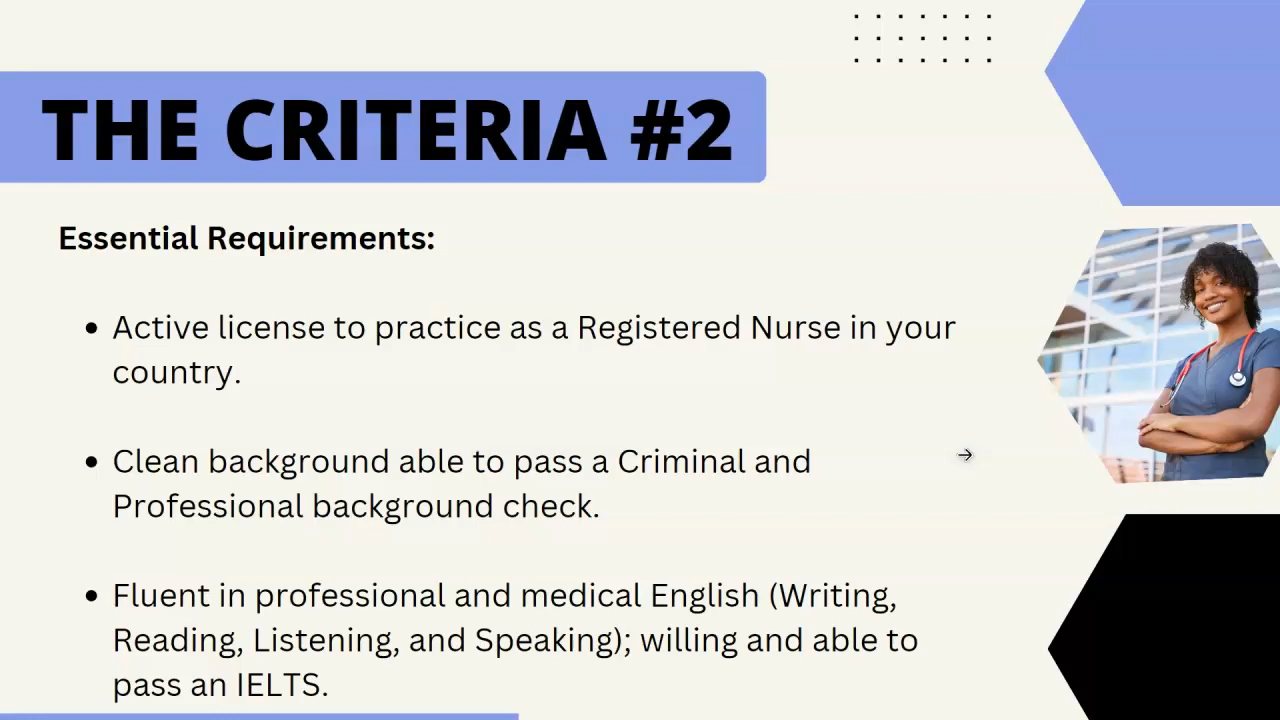 THE CRITERIA #2
Essential Requirements:
• Active license to practice as a Registered Nurse in your
country.
• Clean background able to pass a Criminal and
Professional background check.
• Fluent in professional and medical English (Writing,
Reading, Listening, and Speaking); willing and able to
pass an IELTS.